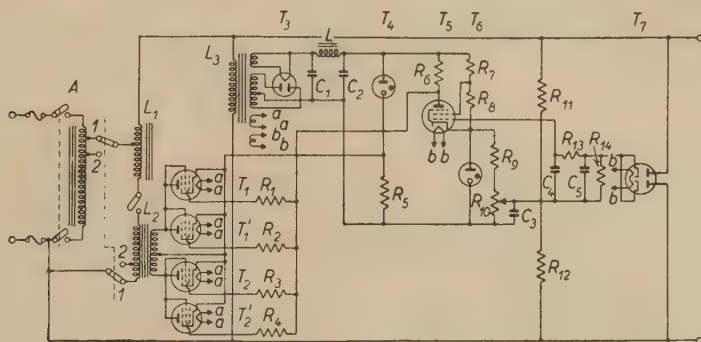 T3 T4 T5 T6 T7
L
L3
A
L1
R6 R7
C1 C2
R8
R11
1
2
a
a
b
b
b b
R13 R14
b
R9
C4 C5
b
L2
T1 R1
a
a
R5
R10
C3
T1' R2
a
a
2
1
T2 R3
a
a
R12
T2' R4
a
a